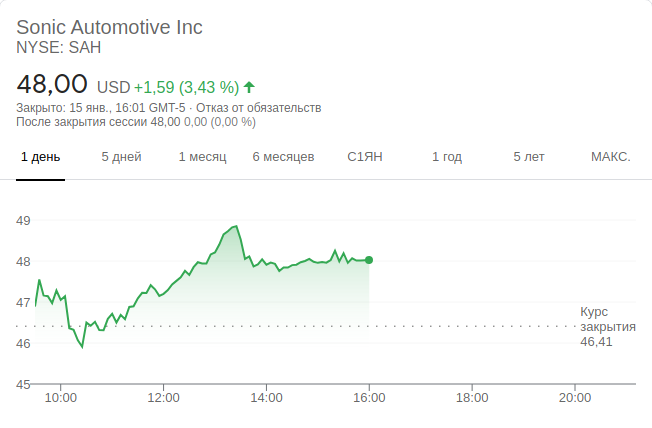 Sonic Automotive Inc
NYSE: SAH
48,00 USD +1,59 (3,43 %)
Закрыто: 15 янв., 16:01 GMT-5 · Отказ от обязательств
После закрытия сессии 48,00 0,00 (0,00 %)
1 день 5 дней 1 месяц 6 месяцев С1ЯН 1 год 5 лет МАКС.
49
48
47
Курс
закрытия
46,41
46
45
10:00 12:00 14:00 16:00 18:00 20:00